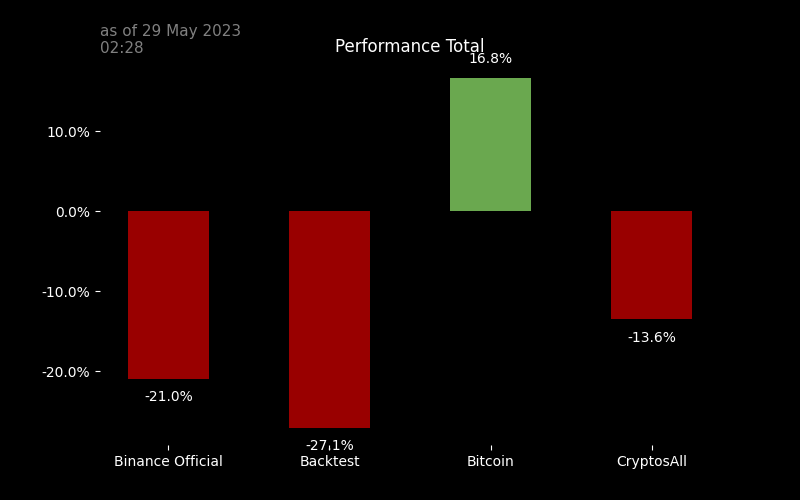 as of 29 May 2023
02:28
Performance Total
16.8%
10.0%
0.0%
-10.0%
-20.0%
-13.6%
-21.0%
-27.1%
Binance Official
Backtest
Bitcoin
CryptosAll